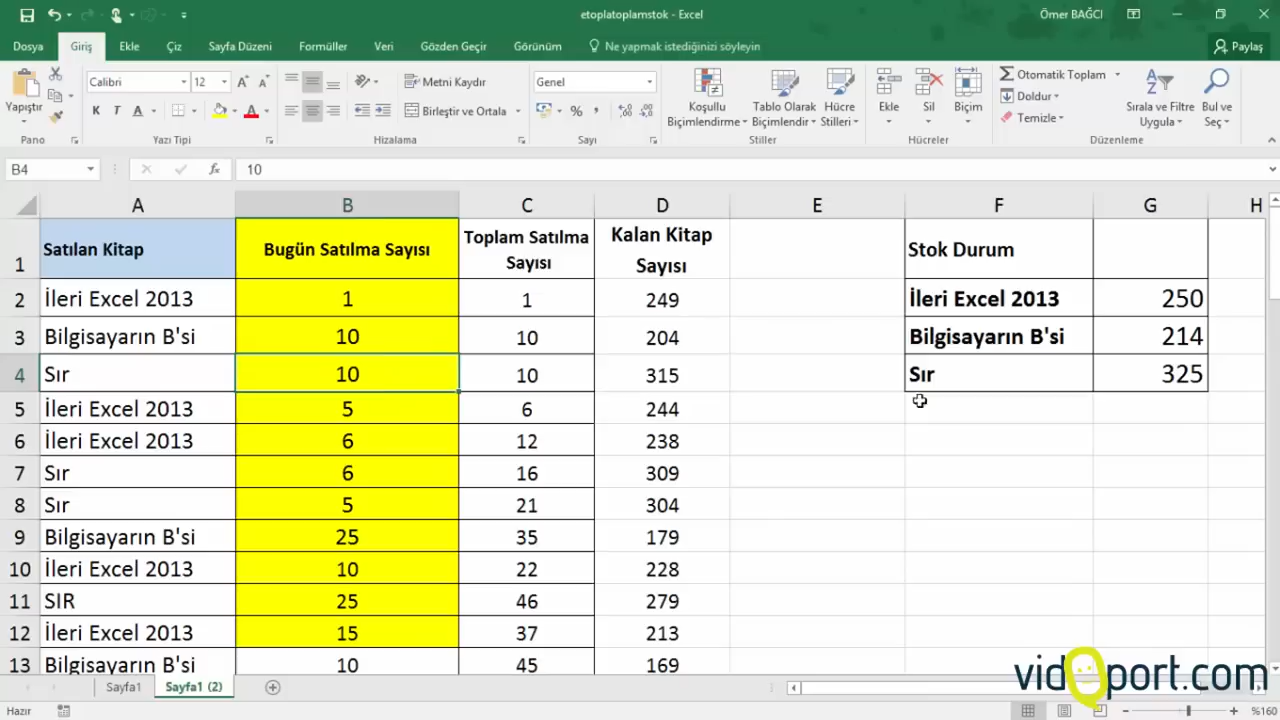 etoplatoplamstok - Excel
Ömer BAĞCI
Dosya Giriş Ekle Çiz Sayfa Düzeni Formüller Veri Gözden Geçir Görünüm Ne yapmak istediğinizi söyleyin Paylaş
Yapıştır
Calibri 12
K T A
A A
Metni Kaydır
Birleştir ve Ortala
Genel
%
Koşullu Biçimlendirme
Tablo Olarak Biçimlendir
Hücre Stilleri
Ekle Sil Biçim
Otomatik Toplam
Doldur
Temizle
Sırala ve Filtre Uygula
Bul ve Seç
Pano Yazı Tipi Hizalama Sayı Stiller Hücreler Düzenleme
B4 fx 10
A B C D E F G H
1 Satılan Kitap Bugün Satılma Sayısı Toplam Satılma Sayısı Kalan Kitap Sayısı Stok Durum
2 İleri Excel 2013 1 1 249 İleri Excel 2013 250
3 Bilgisayarın B'si 10 10 204 Bilgisayarın B'si 214
4 Sır 10 10 315 Sır 325
5 İleri Excel 2013 5 6 244
6 İleri Excel 2013 6 12 238
7 Sır 6 16 309
8 Sır 5 21 304
9 Bilgisayarın B'si 25 35 179
10 İleri Excel 2013 10 22 228
11 SIR 25 46 279
12 İleri Excel 2013 15 37 213
13 Bilgisayarın B'si 10 45 169
vidoport.com
Sayfa1 Sayfa1 (2)
Hazır %160